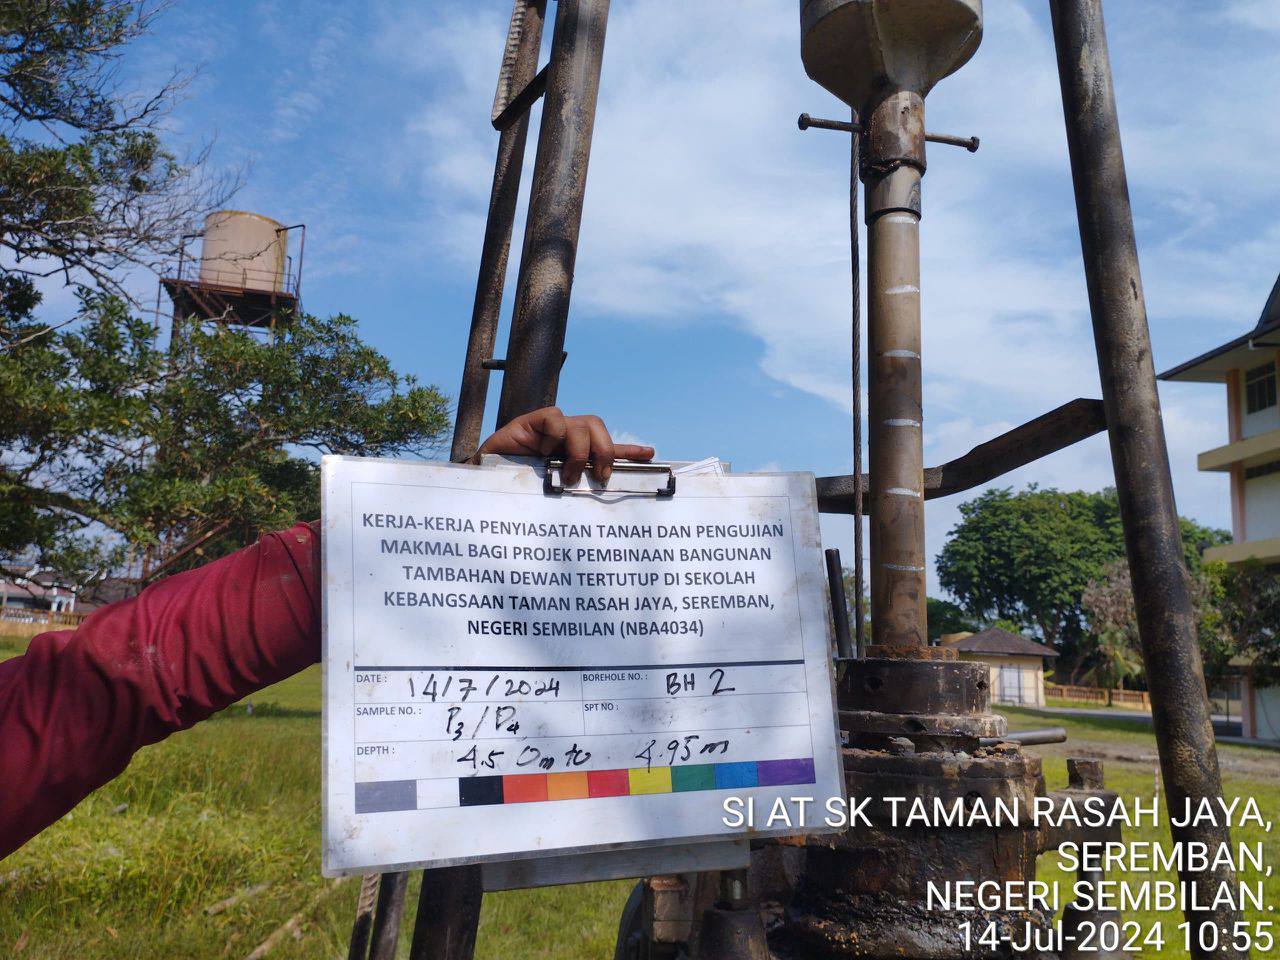 KERJA-KERJA PENYIASATAN TANAH DAN PENGUJIAN
MAKMAL BAGI PROJEK PEMBINAAN BANGUNAN
TAMBAHAN DEWAN TERTUTUP DI SEKOLAH
KEBANGSAAN TAMAN RASAH JAYA, SEREMBAN,
NEGERI SEMBILAN (NBA4034)
DATE : 14/7/2024 BOREHOLE NO. : BH 2
SAMPLE NO. : P3/D4 SPT NO :
DEPTH : 4.50m to 4.95m
SI AT SK TAMAN RASAH JAYA,
SEREMBAN,
NEGERI SEMBILAN.
14-Jul-2024 10:55